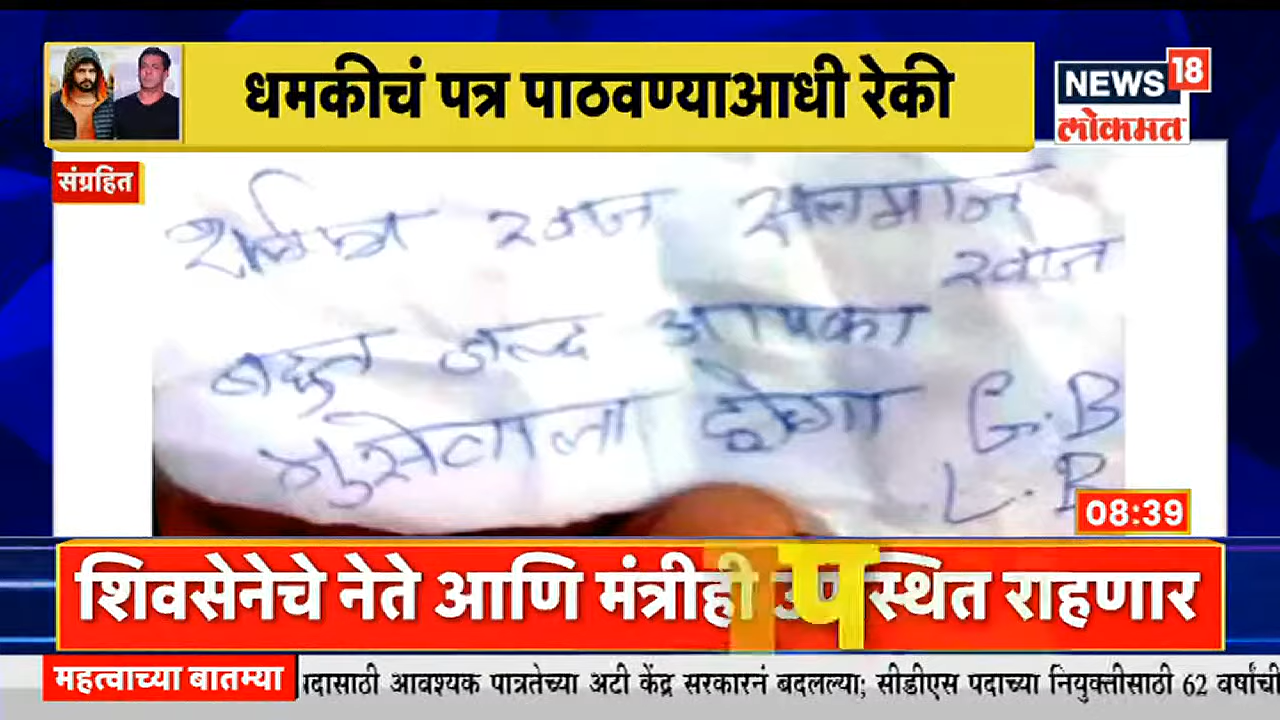 धमकीचं पत्र पाठवण्याआधी रेकी
NEWS 18
लोकमत
संग्रहित
खान सलमान
खान
बहुत जल्द आपका
मुसेवाला होगा G.B
L.B
08:39
शिवसेनेचे नेते आणि मंत्रीही उपस्थित राहणार
महत्वाच्या बातम्या
पदासाठी आवश्यक पात्रतेच्या अटी केंद्र सरकारनं बदलल्या; सीडीएस पदाच्या नियुक्तीसाठी 62 वर्षांची